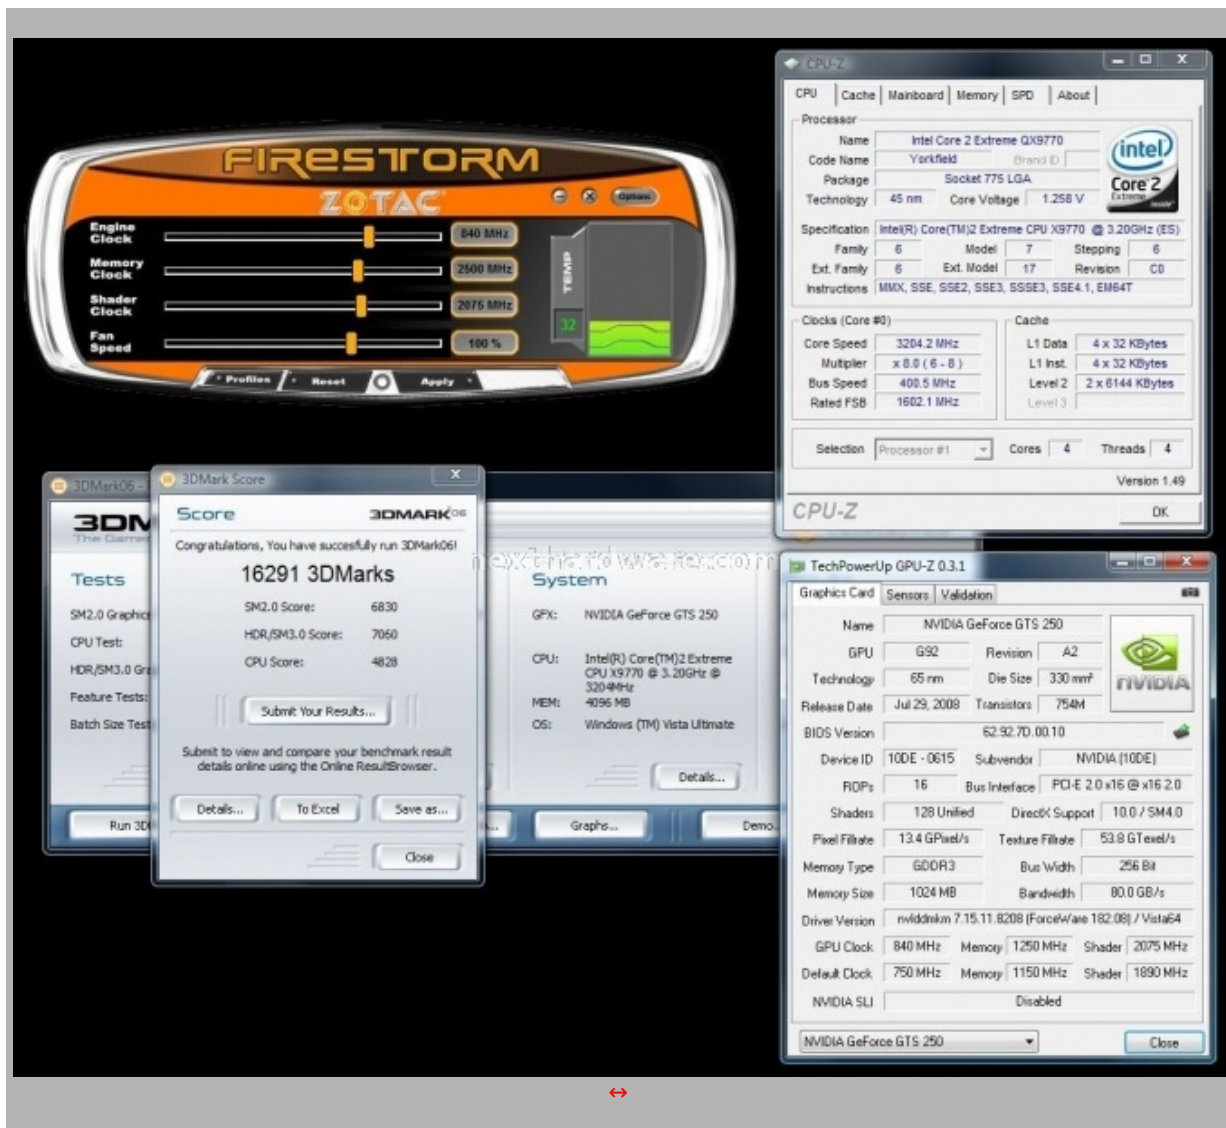 FIRESTORM
ZOTAC
Options
Engine Clock 840 MHz
Memory Clock 2500 MHz
Shader Clock 2075 MHz
Fan Speed 100 %
TEMP
32
Profiles Reset Apply
CPU-Z
CPU Cache Mainboard Memory SPD About
Processor
Name Intel Core 2 Extreme QX9770
Code Name Yorkfield Brand ID
Package Socket 775 LGA
Technology 45 nm Core Voltage 1.258 V
intel
Core 2
Extreme inside
Specification Intel(R) Core(TM)2 Extreme CPU X9770 @ 3.20GHz (ES)
Family 6 Model 7 Stepping 6
Ext. Family 6 Ext. Model 17 Revision C0
Instructions MMX, SSE, SSE2, SSE3, SSSE3, SSE4.1, EM64T
Clocks (Core #0)
Core Speed 3204.2 MHz
Multiplier x 8.0 ( 6 - 8 )
Bus Speed 400.5 MHz
Rated FSB 1602.1 MHz
Cache
L1 Data 4 x 32 KBytes
L1 Inst. 4 x 32 KBytes
Level 2 2 x 6144 KBytes
Level 3
Selection Processor #1 Cores 4 Threads 4
Version 1.49
CPU-Z OK
3DMark06 -
3DM
The Gamer
Tests
SM2.0 Graphics
CPU Test:
HDR/SM3.0 Gra
Feature Tests:
Batch Size Test
Run 3D
3DMark Score
Score 3DMARK06
Congratulations, You have succesfully run 3DMark06!
16291 3DMarks
SM2.0 Score: 6830
HDR/SM3.0 Score: 7060
CPU Score: 4828
Submit Your Results...
Submit to view and compare your benchmark result
details online using the Online ResultBrowser.
Details... To Excel Save as...
Close
nexthardware.com
System
GFX: NVIDIA GeForce GTS 250
CPU: Intel(R) Core(TM)2 Extreme
CPU X9770 @ 3.20GHz @
3204MHz
MEM: 4096 MB
OS: Windows (TM) Vista Ultimate
Details...
Graphs... Demo...
TechPowerUp GPU-Z 0.3.1
Graphics Card Sensors Validation
Name NVIDIA GeForce GTS 250
GPU G92 Revision A2
Technology 65 nm Die Size 330 mm²
Release Date Jul 29, 2008 Transistors 754M
NVIDIA
BIOS Version 62.92.7D.00.10
Device ID 10DE - 0615 Subvendor NVIDIA (10DE)
ROPs 16 Bus Interface PCI-E 2.0 x16 @ x16 2.0
Shaders 128 Unified DirectX Support 10.0 / SM4.0
Pixel Fillrate 13.4 GPixel/s Texture Fillrate 53.8 GTexel/s
Memory Type GDDR3 Bus Width 256 Bit
Memory Size 1024 MB Bandwidth 80.0 GB/s
Driver Version nvlddmkm 7.15.11.8208 (ForceWare 182.08) / Vista64
GPU Clock 840 MHz Memory 1250 MHz Shader 2075 MHz
Default Clock 750 MHz Memory 1150 MHz Shader 1890 MHz
NVIDIA SLI Disabled
NVIDIA GeForce GTS 250 Close